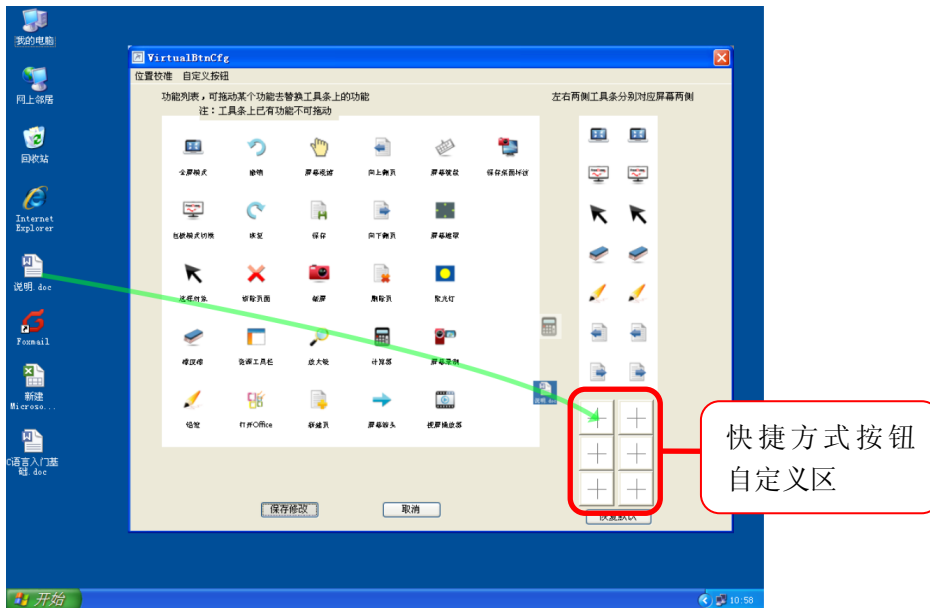 我的电脑
网上邻居
回收站
Internet
Explorer
说明.doc
Foxmail
新建
Microso...
C语言入门基
础.doc
VirtualBtnCfg
位置校准 自定义按钮
功能列表，可拖动某个功能去替换工具条上的功能
注：工具条上已有功能不可拖动
左右两侧工具条分别对应屏幕两侧
全屏模式 撤销 屏幕遮幕 向上翻页 屏幕键盘
白板模式切换 恢复 保存 向下翻页
选择对象 删除页面 截屏 删除页 聚光灯
橡皮擦 资源工具栏 放大镜 计算器 屏幕录制
铅笔 打开Office 新建页 屏幕箭头 视屏播放器
说明.doc
保存修改 取消 恢复默认
快捷方式按钮
自定义区
开始
10:58